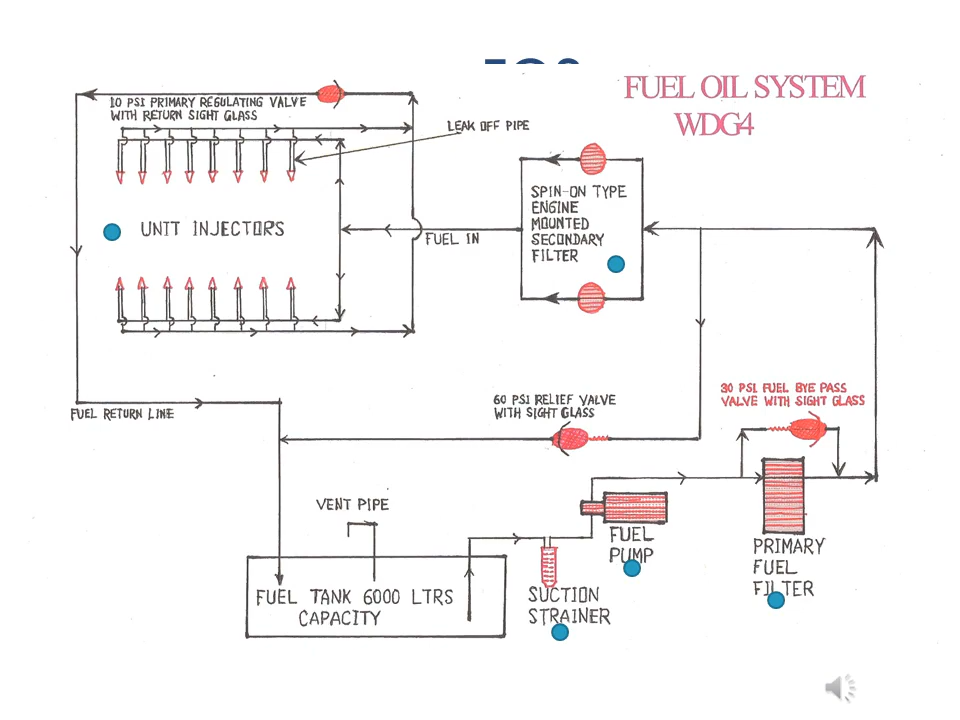 FUEL OIL SYSTEM
WDG4
10 PSI PRIMARY REGULATING VALVE
WITH RETURN SIGHT GLASS
LEAK OFF PIPE
UNIT INJECTORS
FUEL IN
SPIN-ON TYPE
ENGINE
MOUNTED
SECONDARY
FILTER
FUEL RETURN LINE
60 PSI RELIEF VALVE
WITH SIGHT GLASS
30 PSI FUEL BYE PASS
VALVE WITH SIGHT GLASS
VENT PIPE
FUEL TANK 6000 LTRS
CAPACITY
SUCTION
STRAINER
FUEL
PUMP
PRIMARY
FUEL
FILTER